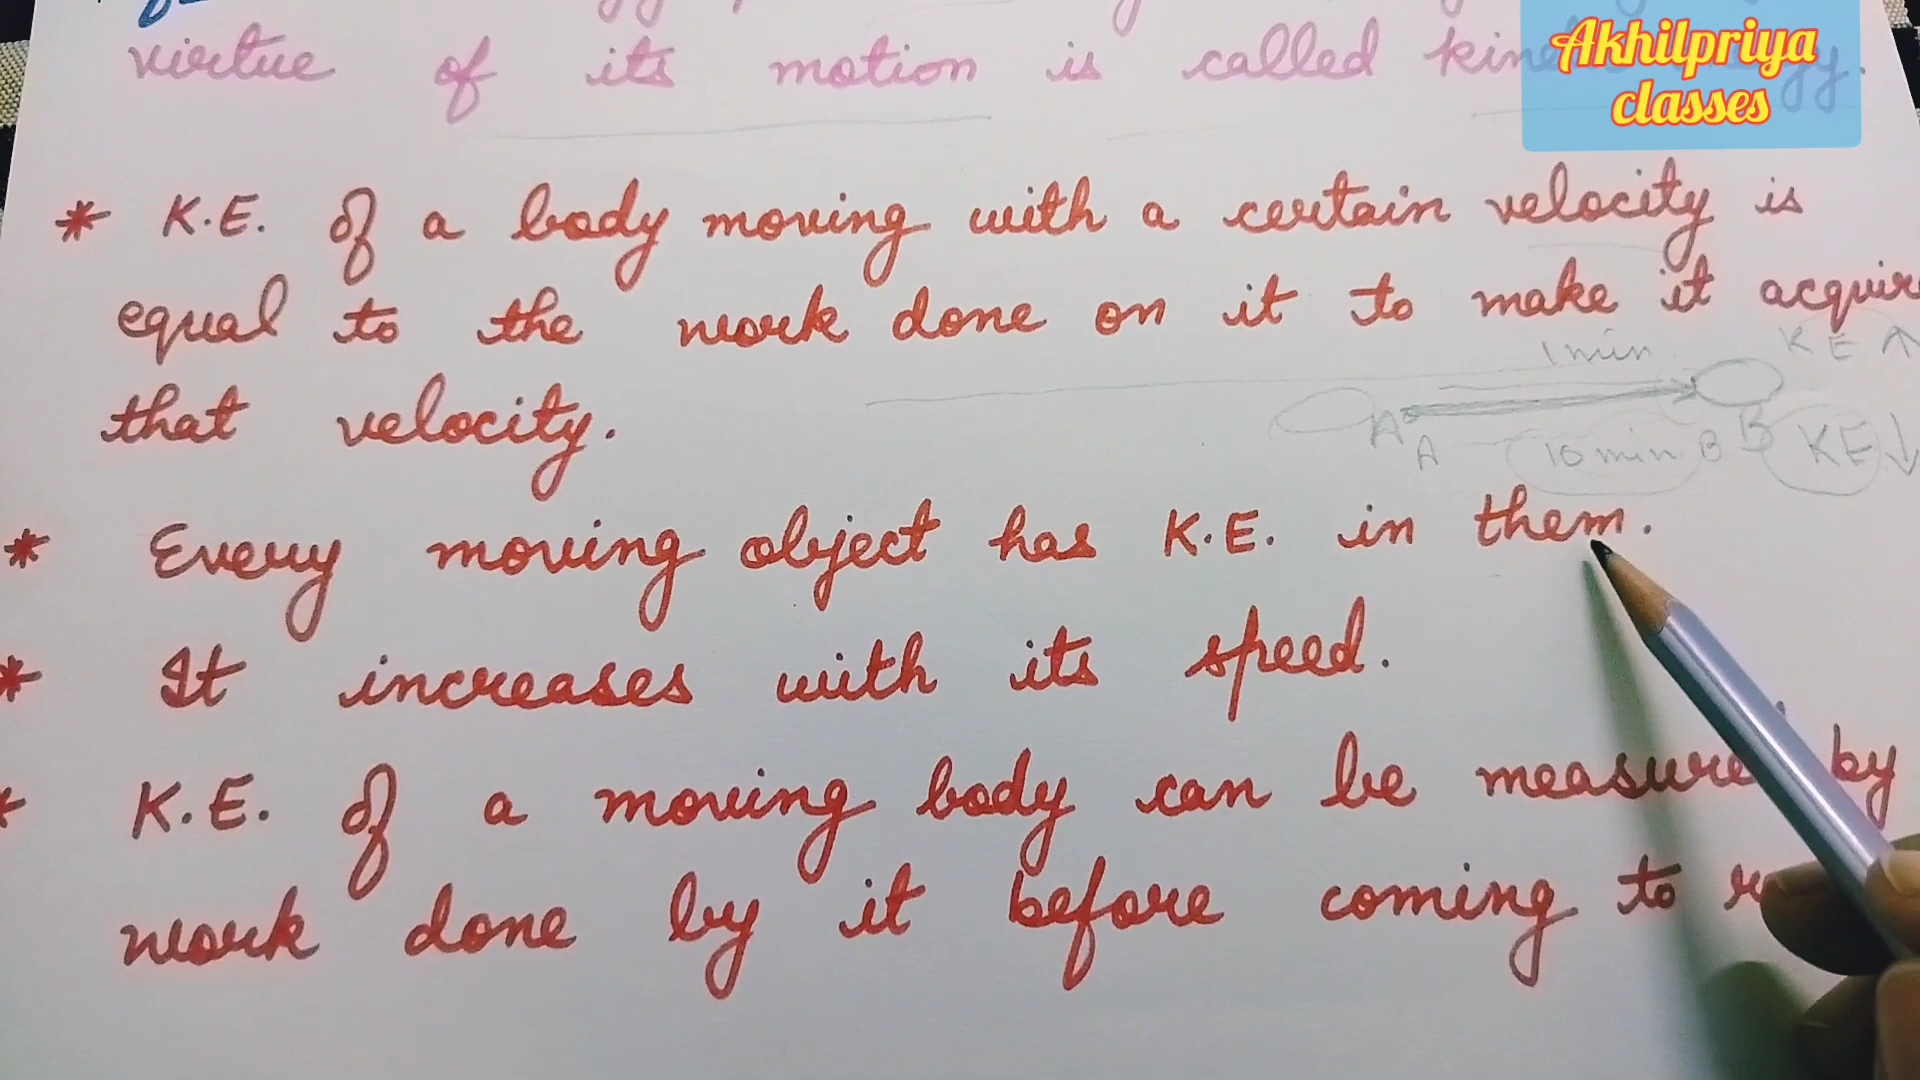 virtue of its motion is called
Akhilpriya
classes
* K.E. of a body moving with a certain velocity is
equal to the work done on it to make it acquire
1 min K E ↑
A B
A 10 min B KE ↓
that velocity.
* Every moving object has K.E. in them.
* It increases with its speed.
* K.E. of a moving body can be measured by
work done by it before coming to